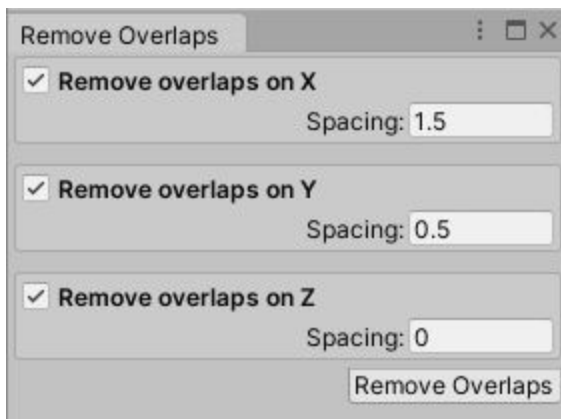 Remove Overlaps
Remove overlaps on X
Spacing: 1.5
Remove overlaps on Y
Spacing: 0.5
Remove overlaps on Z
Spacing: 0
Remove Overlaps